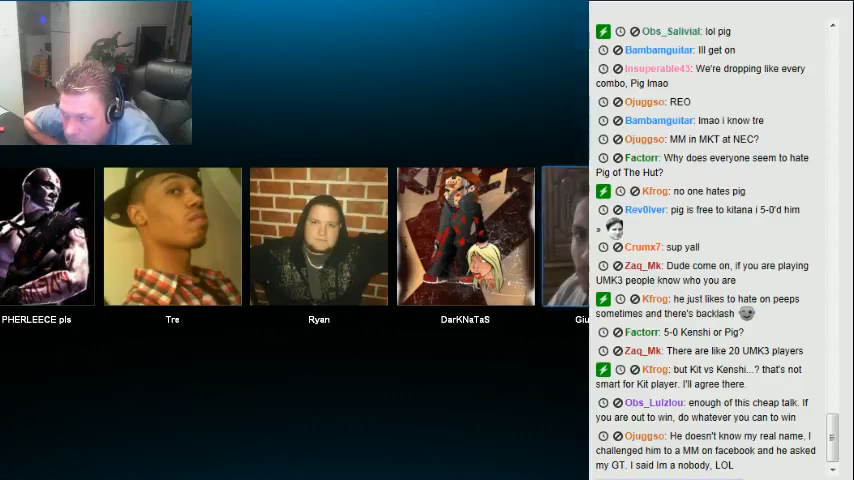 Obs_Salivial: lol pig
Bambamguitar: Ill get on
Insuperable43: We're dropping like every
combo, Pig lmao
Ojuggso: REO
Bambamguitar: lmao i know tre
Ojuggso: MM in MKT at NEC?
Factorr: Why does everyone seem to hate
Pig of The Hut?
Kfrog: no one hates pig
Rev0lver: pig is free to kitana i 5-0'd him
»
Crumx7: sup yall
Zaq_Mk: Dude come on, if you are playing
UMK3 people know who you are
Kfrog: he just likes to hate on peeps
sometimes and there's backlash
Factorr: 5-0 Kenshi or Pig?
Zaq_Mk: There are like 20 UMK3 players
Kfrog: but Kit vs Kenshi...? that's not
smart for Kit player. I'll agree there.
Obs_Lulzlou: enough of this cheap talk. If
you are out to win, do whatever you can to win
Ojuggso: He doesn't know my real name, I
challenged him to a MM on facebook and he asked
my GT. I said Im a nobody, LOL
PHERLEECE pls
Tre
Ryan
DarKNaTaS
Giu